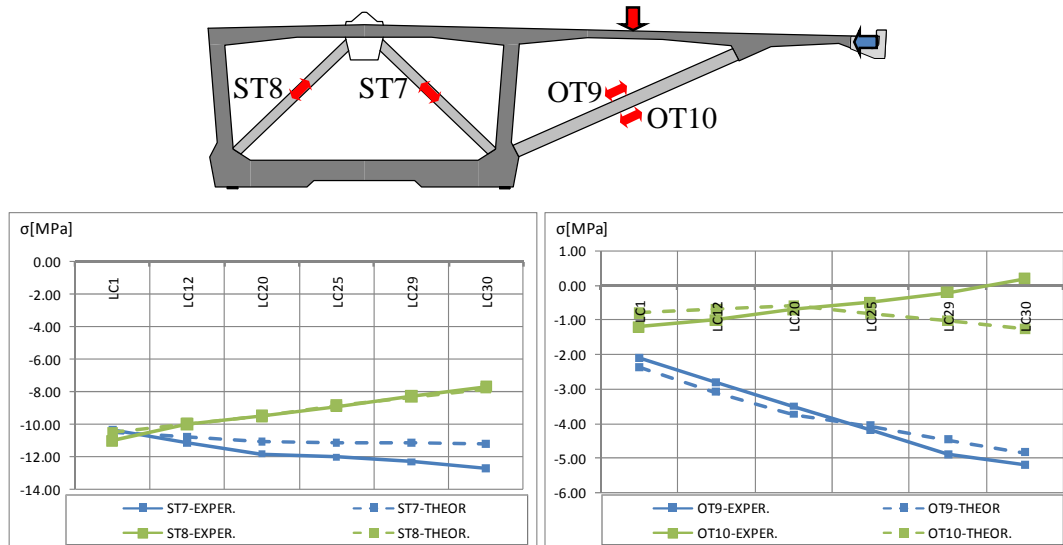 ST8
ST7
OT9
OT10
σ[MPa]
0.00
-2.00
-4.00
-6.00
-8.00
-10.00
-12.00
-14.00
LC1
LC12
LC20
LC25
LC29
LC30
ST7-EXPER.
ST7-THEOR
ST8-EXPER.
ST8-THEOR.
σ[MPa]
1.00
0.00
-1.00
-2.00
-3.00
-4.00
-5.00
-6.00
LC1
LC12
LC20
LC25
LC29
LC30
OT9-EXPER.
OT9-THEOR
OT10-EXPER.
OT10-THEOR.